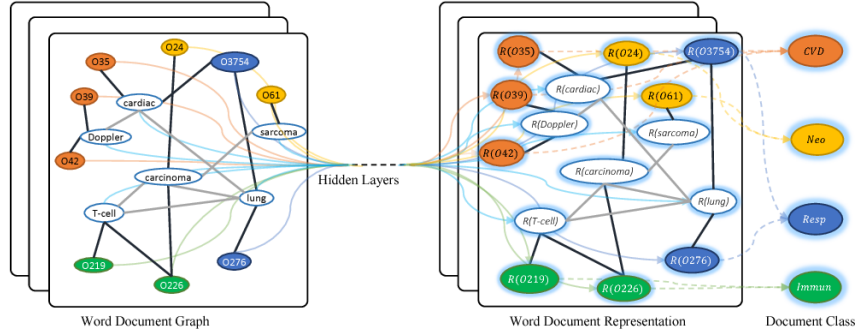 O24
O35
O3754
O39
cardiac
O61
Doppler
sarcoma
O42
carcinoma
T-cell
lung
O219
O226
O276
Word Document Graph
Hidden Layers
R(O35)
R(O24)
R(O3754)
R(O39)
R(cardiac)
R(O61)
R(Doppler)
R(sarcoma)
R(O42)
R(carcinoma)
R(T-cell)
R(lung)
R(O219)
R(O226)
R(O276)
Word Document Representation
CVD
Neo
Resp
Immun
Document Class